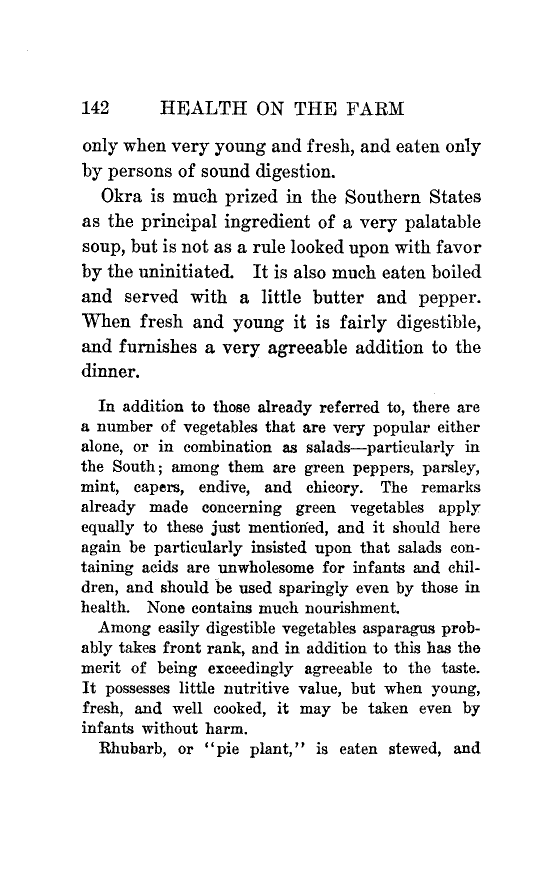 142 HEALTH ON THE FARM
only when very young and fresh, and eaten only
by persons of sound digestion.
Okra is much prized in the Southern States
as the principal ingredient of a very palatable
soup, but is not as a rule looked upon with favor
by the uninitiated. It is also much eaten boiled
and served with a little butter and pepper.
When fresh and young it is fairly digestible,
and furnishes a very agreeable addition to the
dinner.
In addition to those already referred to, there are
a number of vegetables that are very popular either
alone, or in combination as salads—particularly in
the South; among them are green peppers, parsley,
mint, capers, endive, and chicory. The remarks
already made concerning green vegetables apply
equally to these just mentioned, and it should here
again be particularly insisted upon that salads con-
taining acids are unwholesome for infants and chil-
dren, and should be used sparingly even by those in
health. None contains much nourishment.
Among easily digestible vegetables asparagus prob-
ably takes front rank, and in addition to this has the
merit of being exceedingly agreeable to the taste.
It possesses little nutritive value, but when young,
fresh, and well cooked, it may be taken even by
infants without harm.
Rhubarb, or "pie plant," is eaten stewed, and